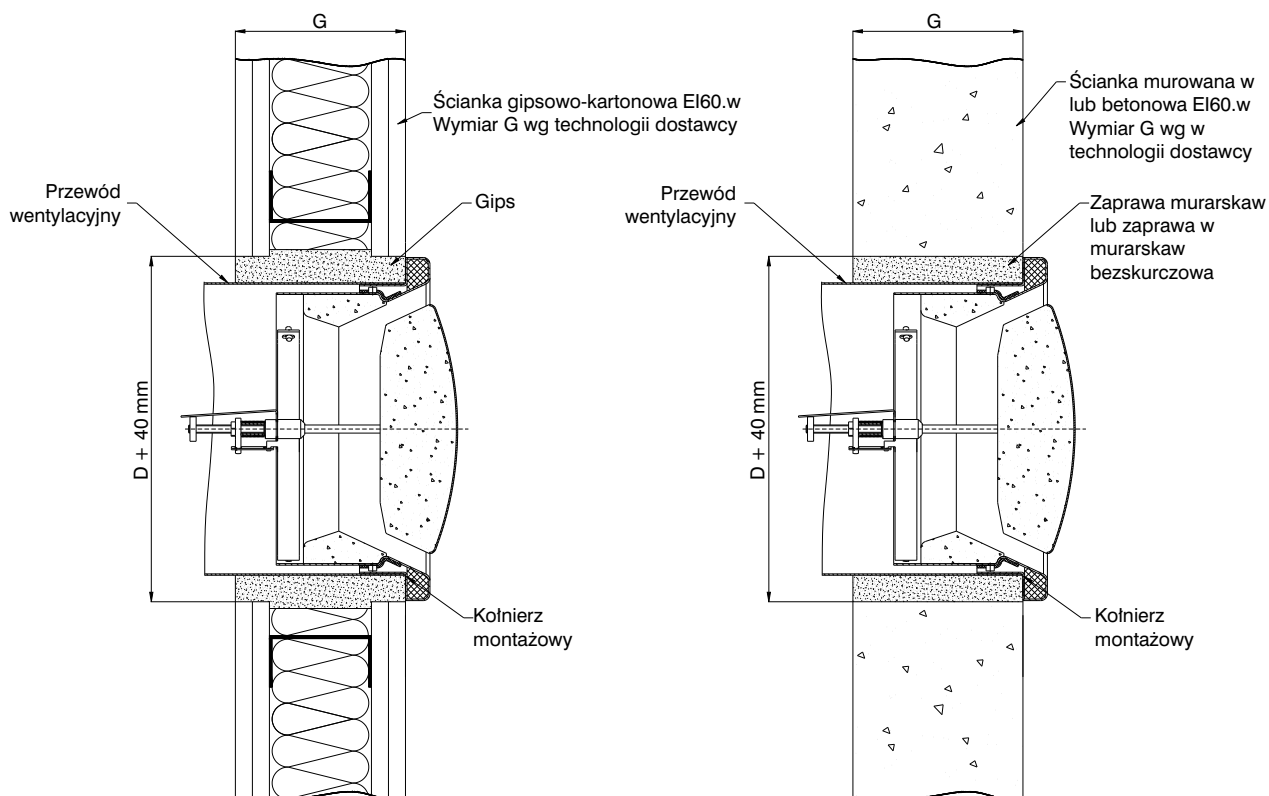 G
Ścianka gipsowo-kartonowa EI60.w
Wymiar G wg technologii dostawcy
Przewód
wentylacyjny
Gips
D + 40 mm
Kołnierz
montażowy
G
Ścianka murowana w
lub betonowa EI60.w
Wymiar G wg w
technologii dostawcy
Przewód
wentylacyjny
Zaprawa murarskaw
lub zaprawa w
murarskaw
bezskurczowa
D + 40 mm
Kołnierz
montażowy